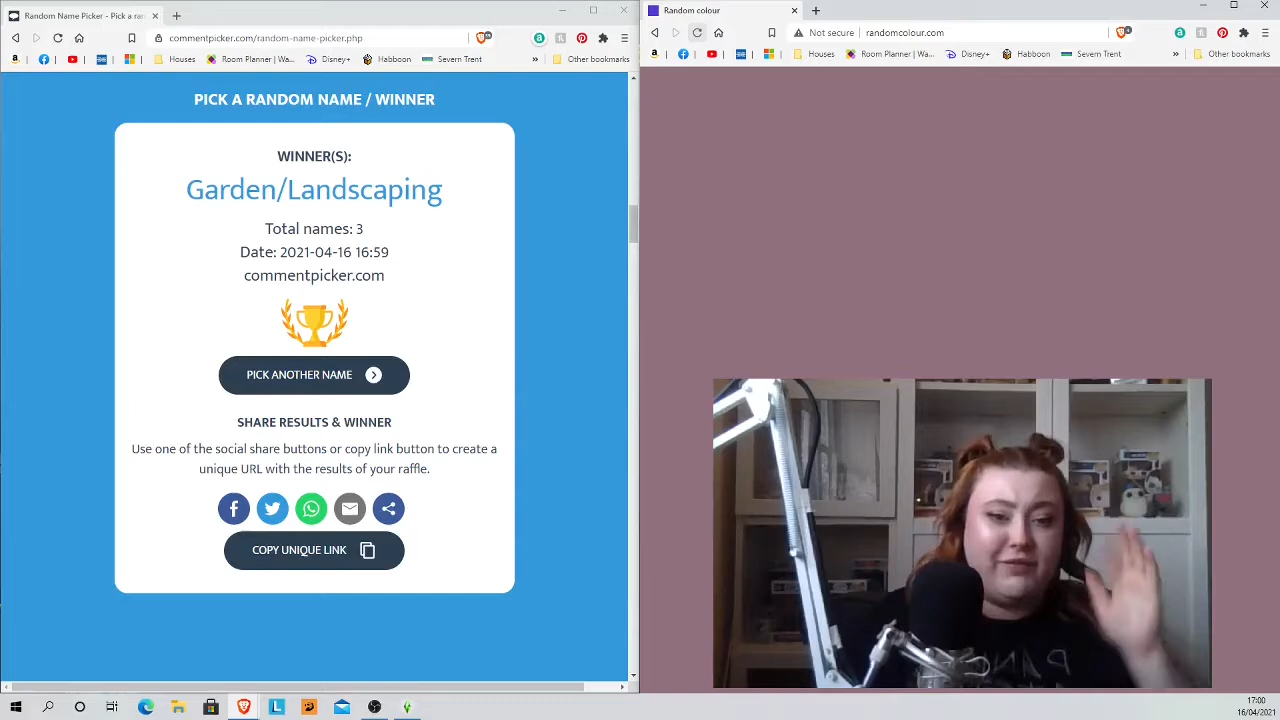 Random Name Picker - Pick a ran
commentpicker.com/random-name-picker.php
Houses
Room Planner | Wa...
Disney+
Habboon
Severn Trent
»
Other bookmarks
PICK A RANDOM NAME / WINNER
WINNER(S):
Garden/Landscaping
Total names: 3
Date: 2021-04-16 16:59
commentpicker.com
PICK ANOTHER NAME
SHARE RESULTS & WINNER
Use one of the social share buttons or copy link button to create a
unique URL with the results of your raffle.
COPY UNIQUE LINK
Random colour
Not secure
randomcolour.com
Houses
Room Planner | Wa...
Disney+
Habboon
Severn Trent
»
Other bookmarks
17:00
16/04/2021